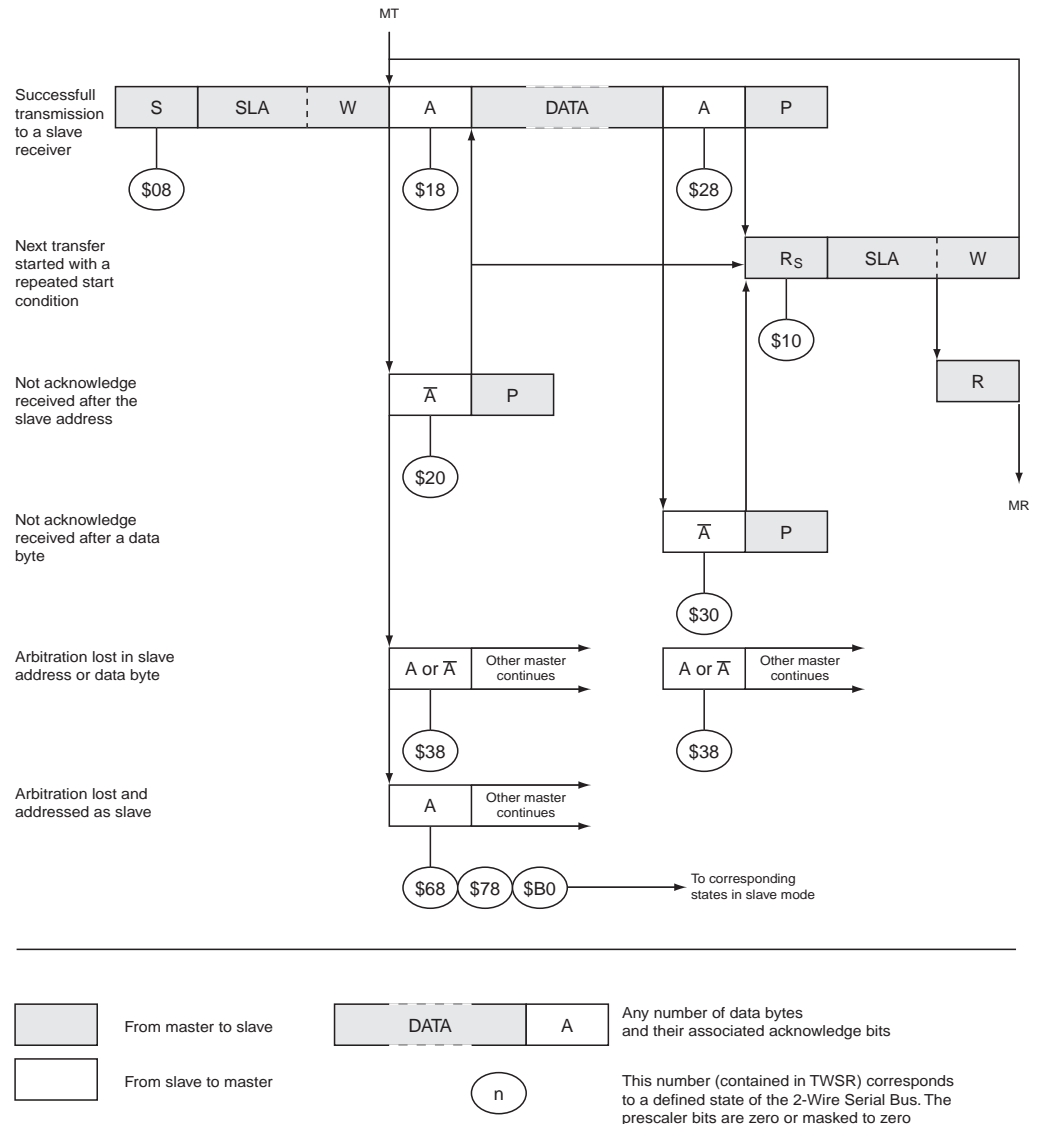 MT
Successfull
transmission
to a slave
receiver
S SLA W A DATA A P
$08 $18 $28
Next transfer
started with a
repeated start
condition
RS SLA W
$10
Not acknowledge
received after the
slave address
A̅ P
R
$20
MR
Not acknowledge
received after a data
byte
A̅ P
$30
Arbitration lost in slave
address or data byte
A or A̅ Other master
continues
A or A̅ Other master
continues
$38 $38
Arbitration lost and
addressed as slave
A Other master
continues
$68 $78 $B0
To corresponding
states in slave mode
From master to slave
DATA A
Any number of data bytes
and their associated acknowledge bits
From slave to master
n
This number (contained in TWSR) corresponds
to a defined state of the 2-Wire Serial Bus. The
prescaler bits are zero or masked to zero